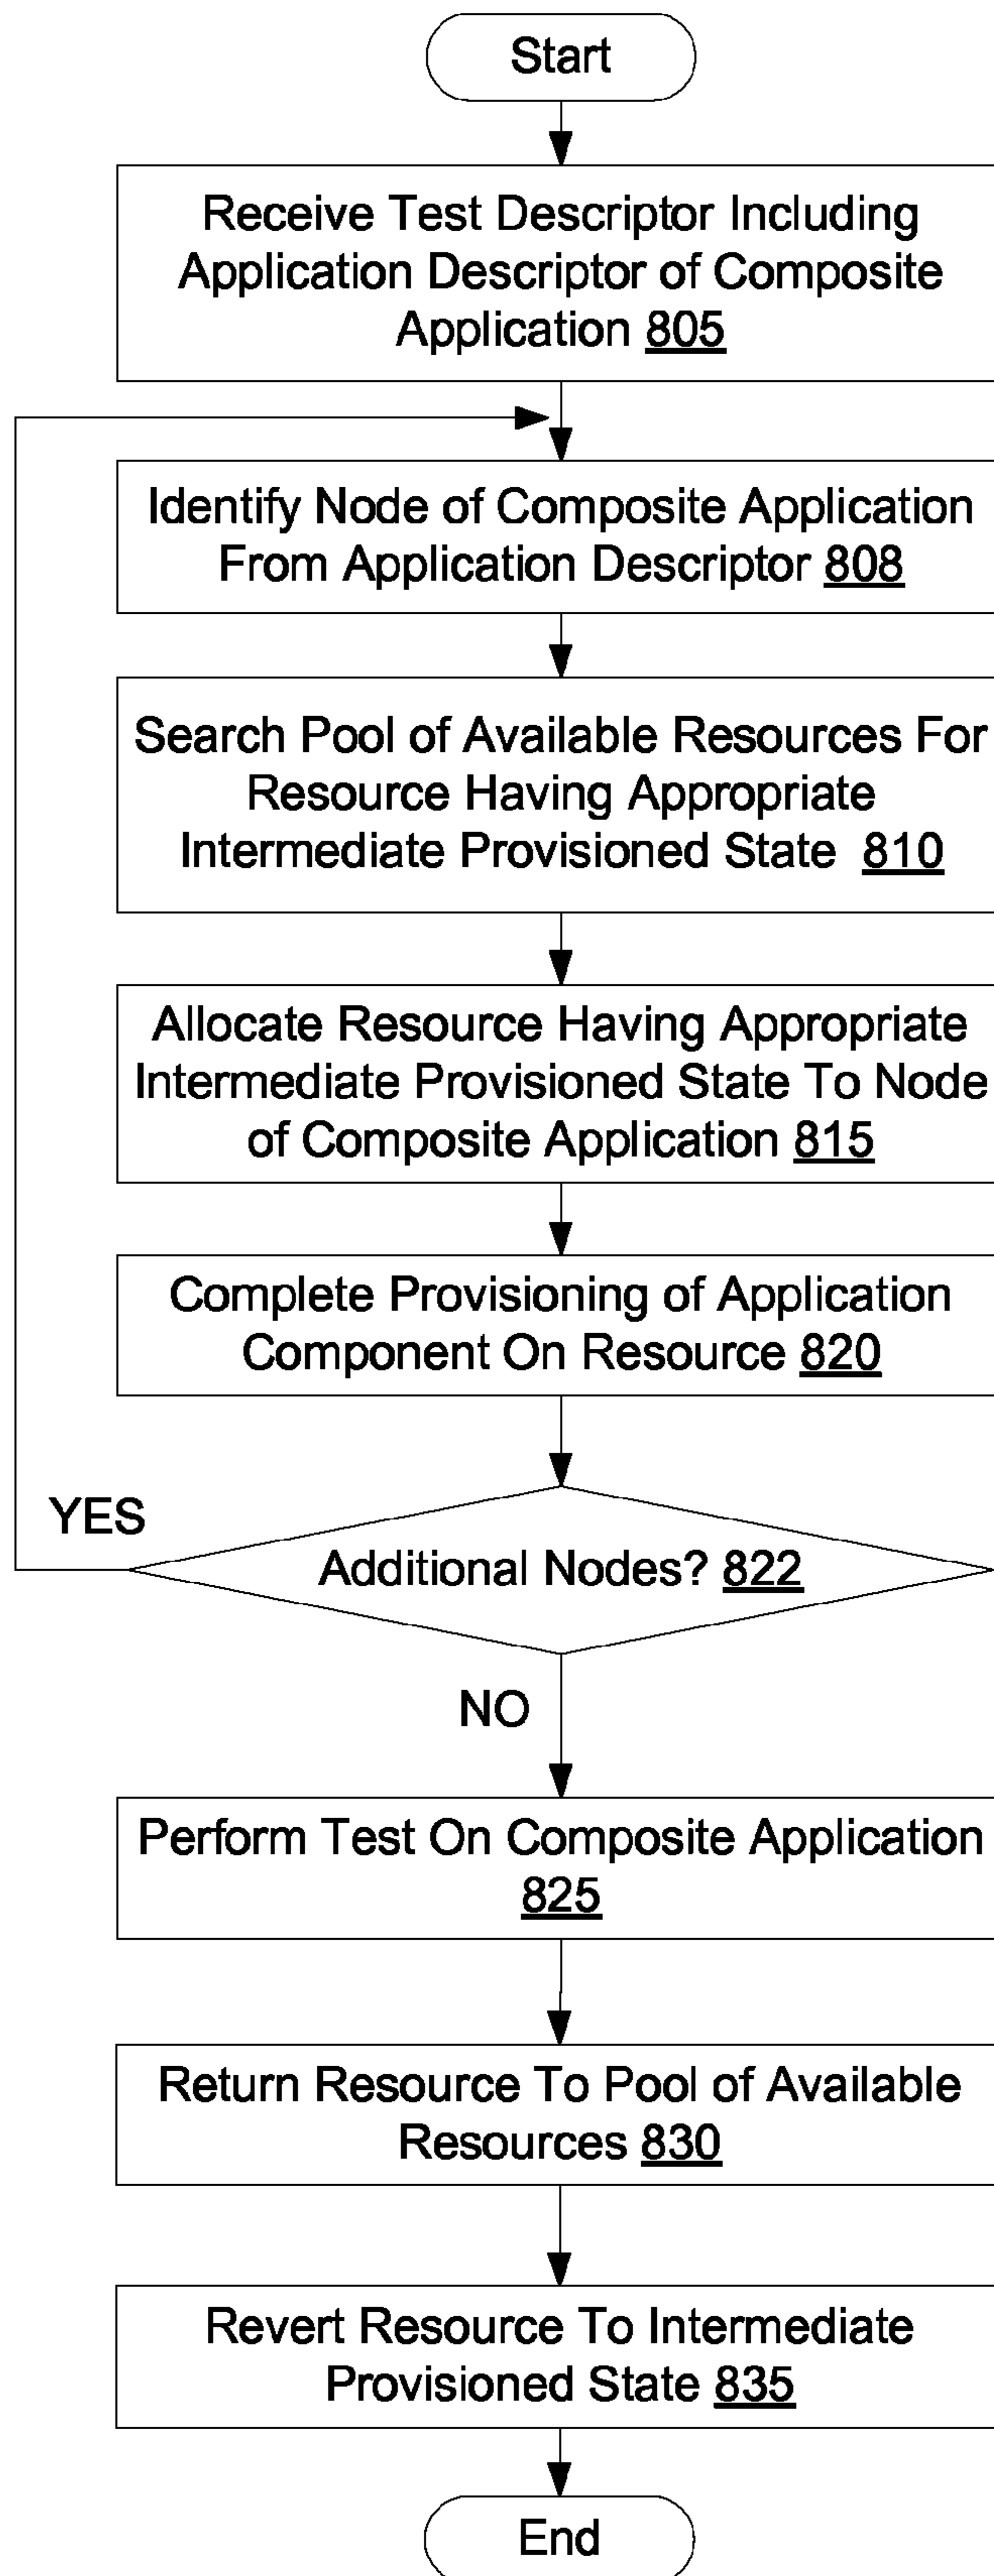 Start
Receive Test Descriptor Including
Application Descriptor of Composite
Application 805
Identify Node of Composite Application
From Application Descriptor 808
Search Pool of Available Resources For
Resource Having Appropriate
Intermediate Provisioned State 810
Allocate Resource Having Appropriate
Intermediate Provisioned State To Node
of Composite Application 815
Complete Provisioning of Application
Component On Resource 820
YES
Additional Nodes? 822
NO
Perform Test On Composite Application
825
Return Resource To Pool of Available
Resources 830
Revert Resource To Intermediate
Provisioned State 835
End